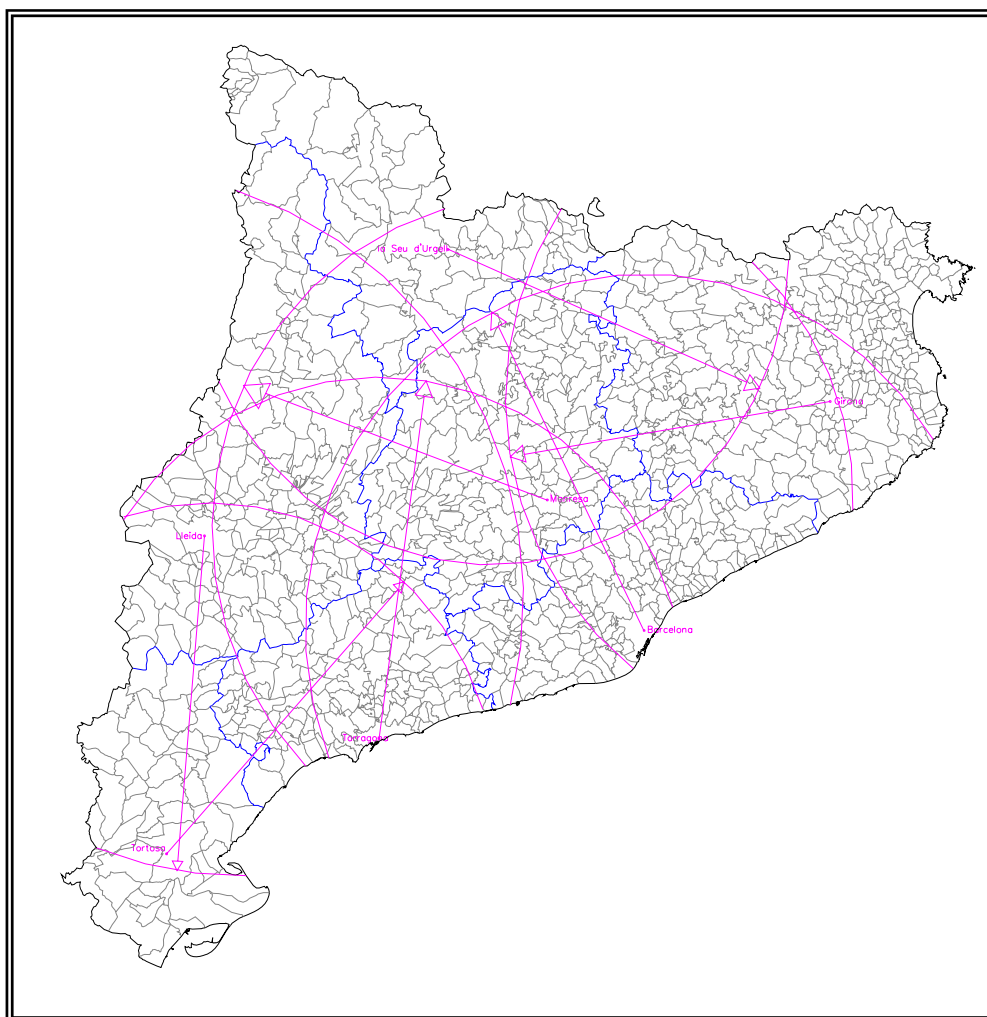 la Seu d'Urgell
Girona
Manresa
Lleida
Barcelona
Tarragona
Tortosa